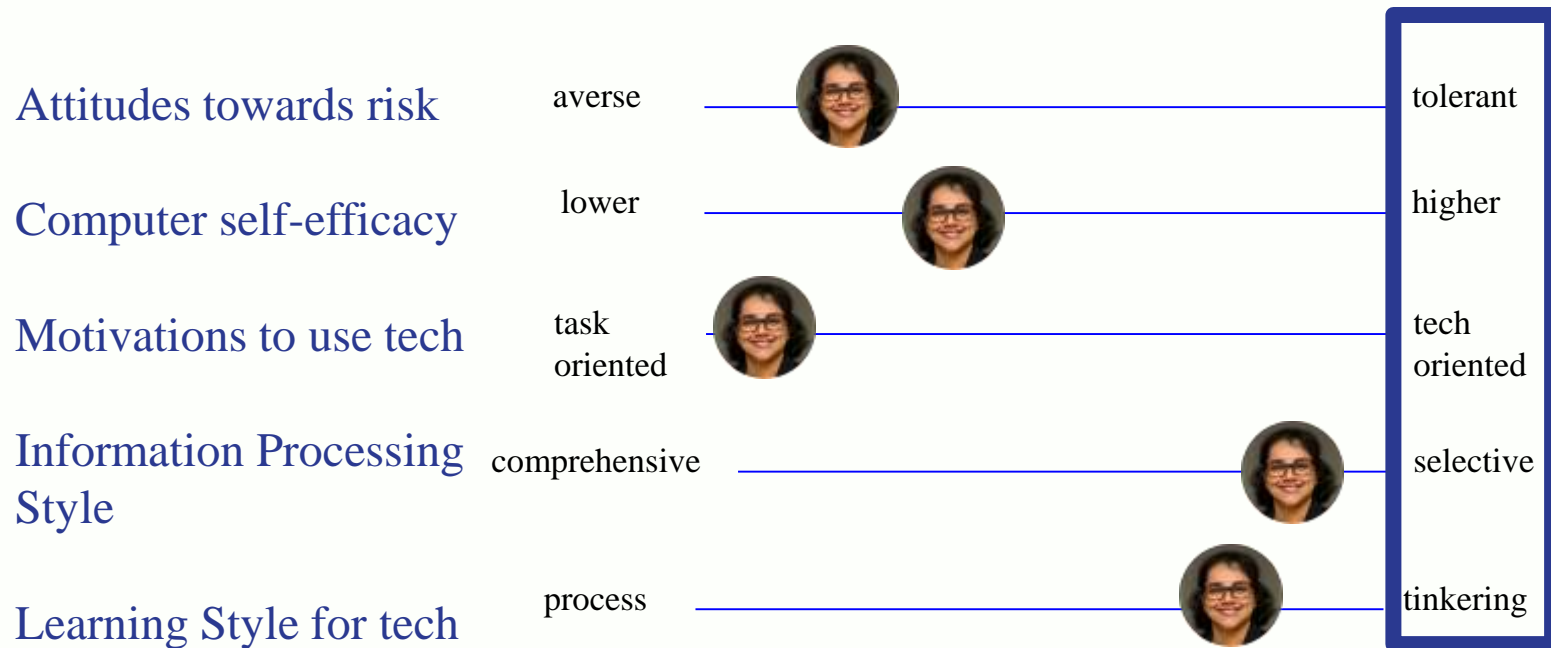 Attitudes towards risk averse tolerant
Computer self-efficacy lower higher
Motivations to use tech task oriented tech oriented
Information Processing Style comprehensive selective
Learning Style for tech process tinkering